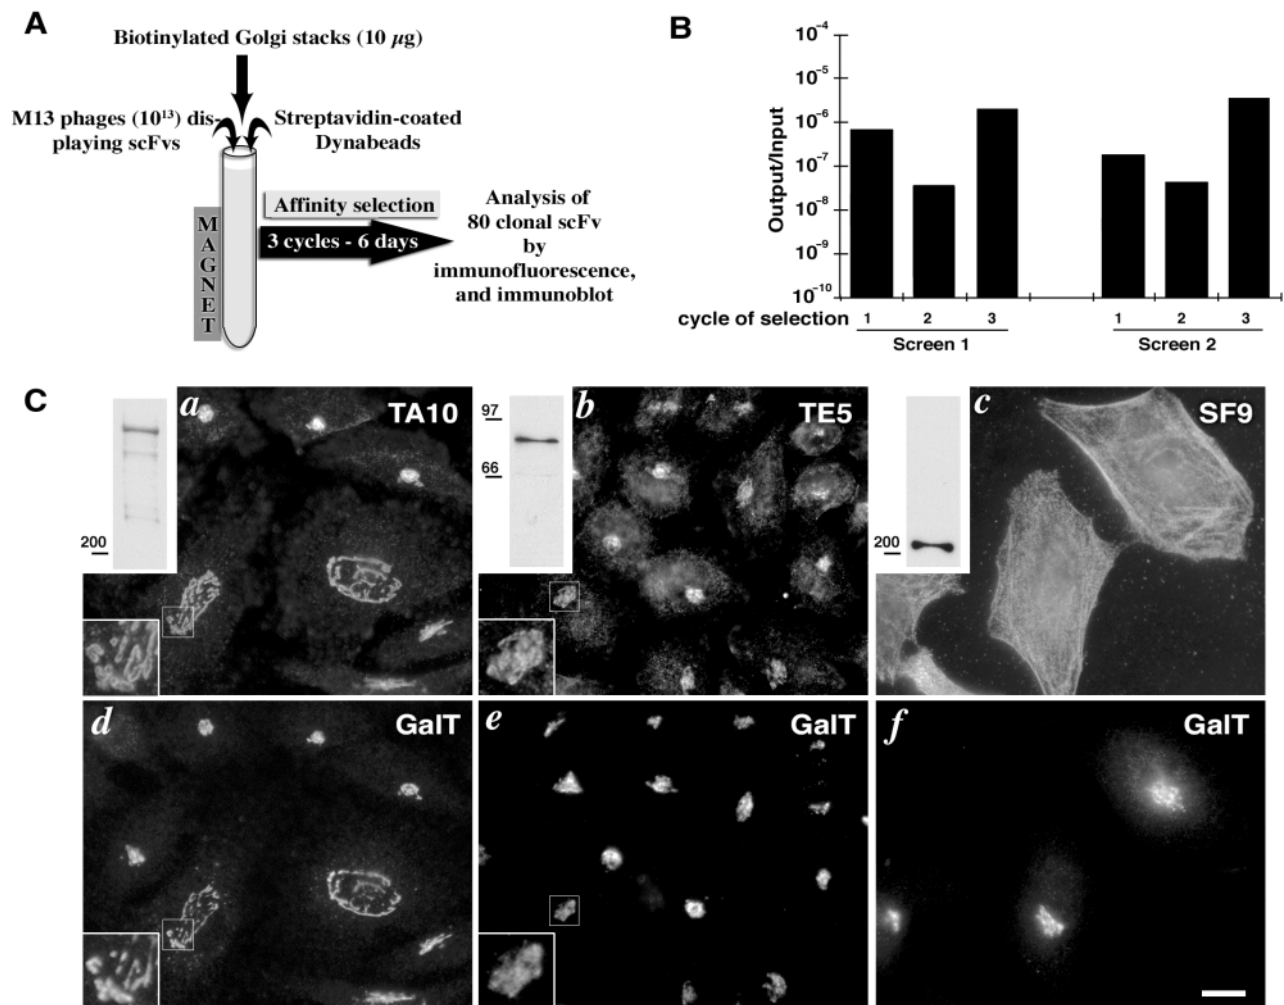 A
Biotinylated Golgi stacks (10 µg)
M13 phages (10¹³) dis-
playing scFvs
Streptavidin-coated
Dynabeads
MAGNET
Affinity selection
3 cycles - 6 days
Analysis of
80 clonal scFv
by
immunofluorescence,
and immunoblot
B
Output/Input
10⁻⁴
10⁻⁵
10⁻⁶
10⁻⁷
10⁻⁸
10⁻⁹
10⁻¹⁰
cycle of selection 1 2 3 1 2 3
Screen 1 Screen 2
C
a
TA10
200
b
TE5
97
66
c
SF9
200
d
GalT
e
GalT
f
GalT